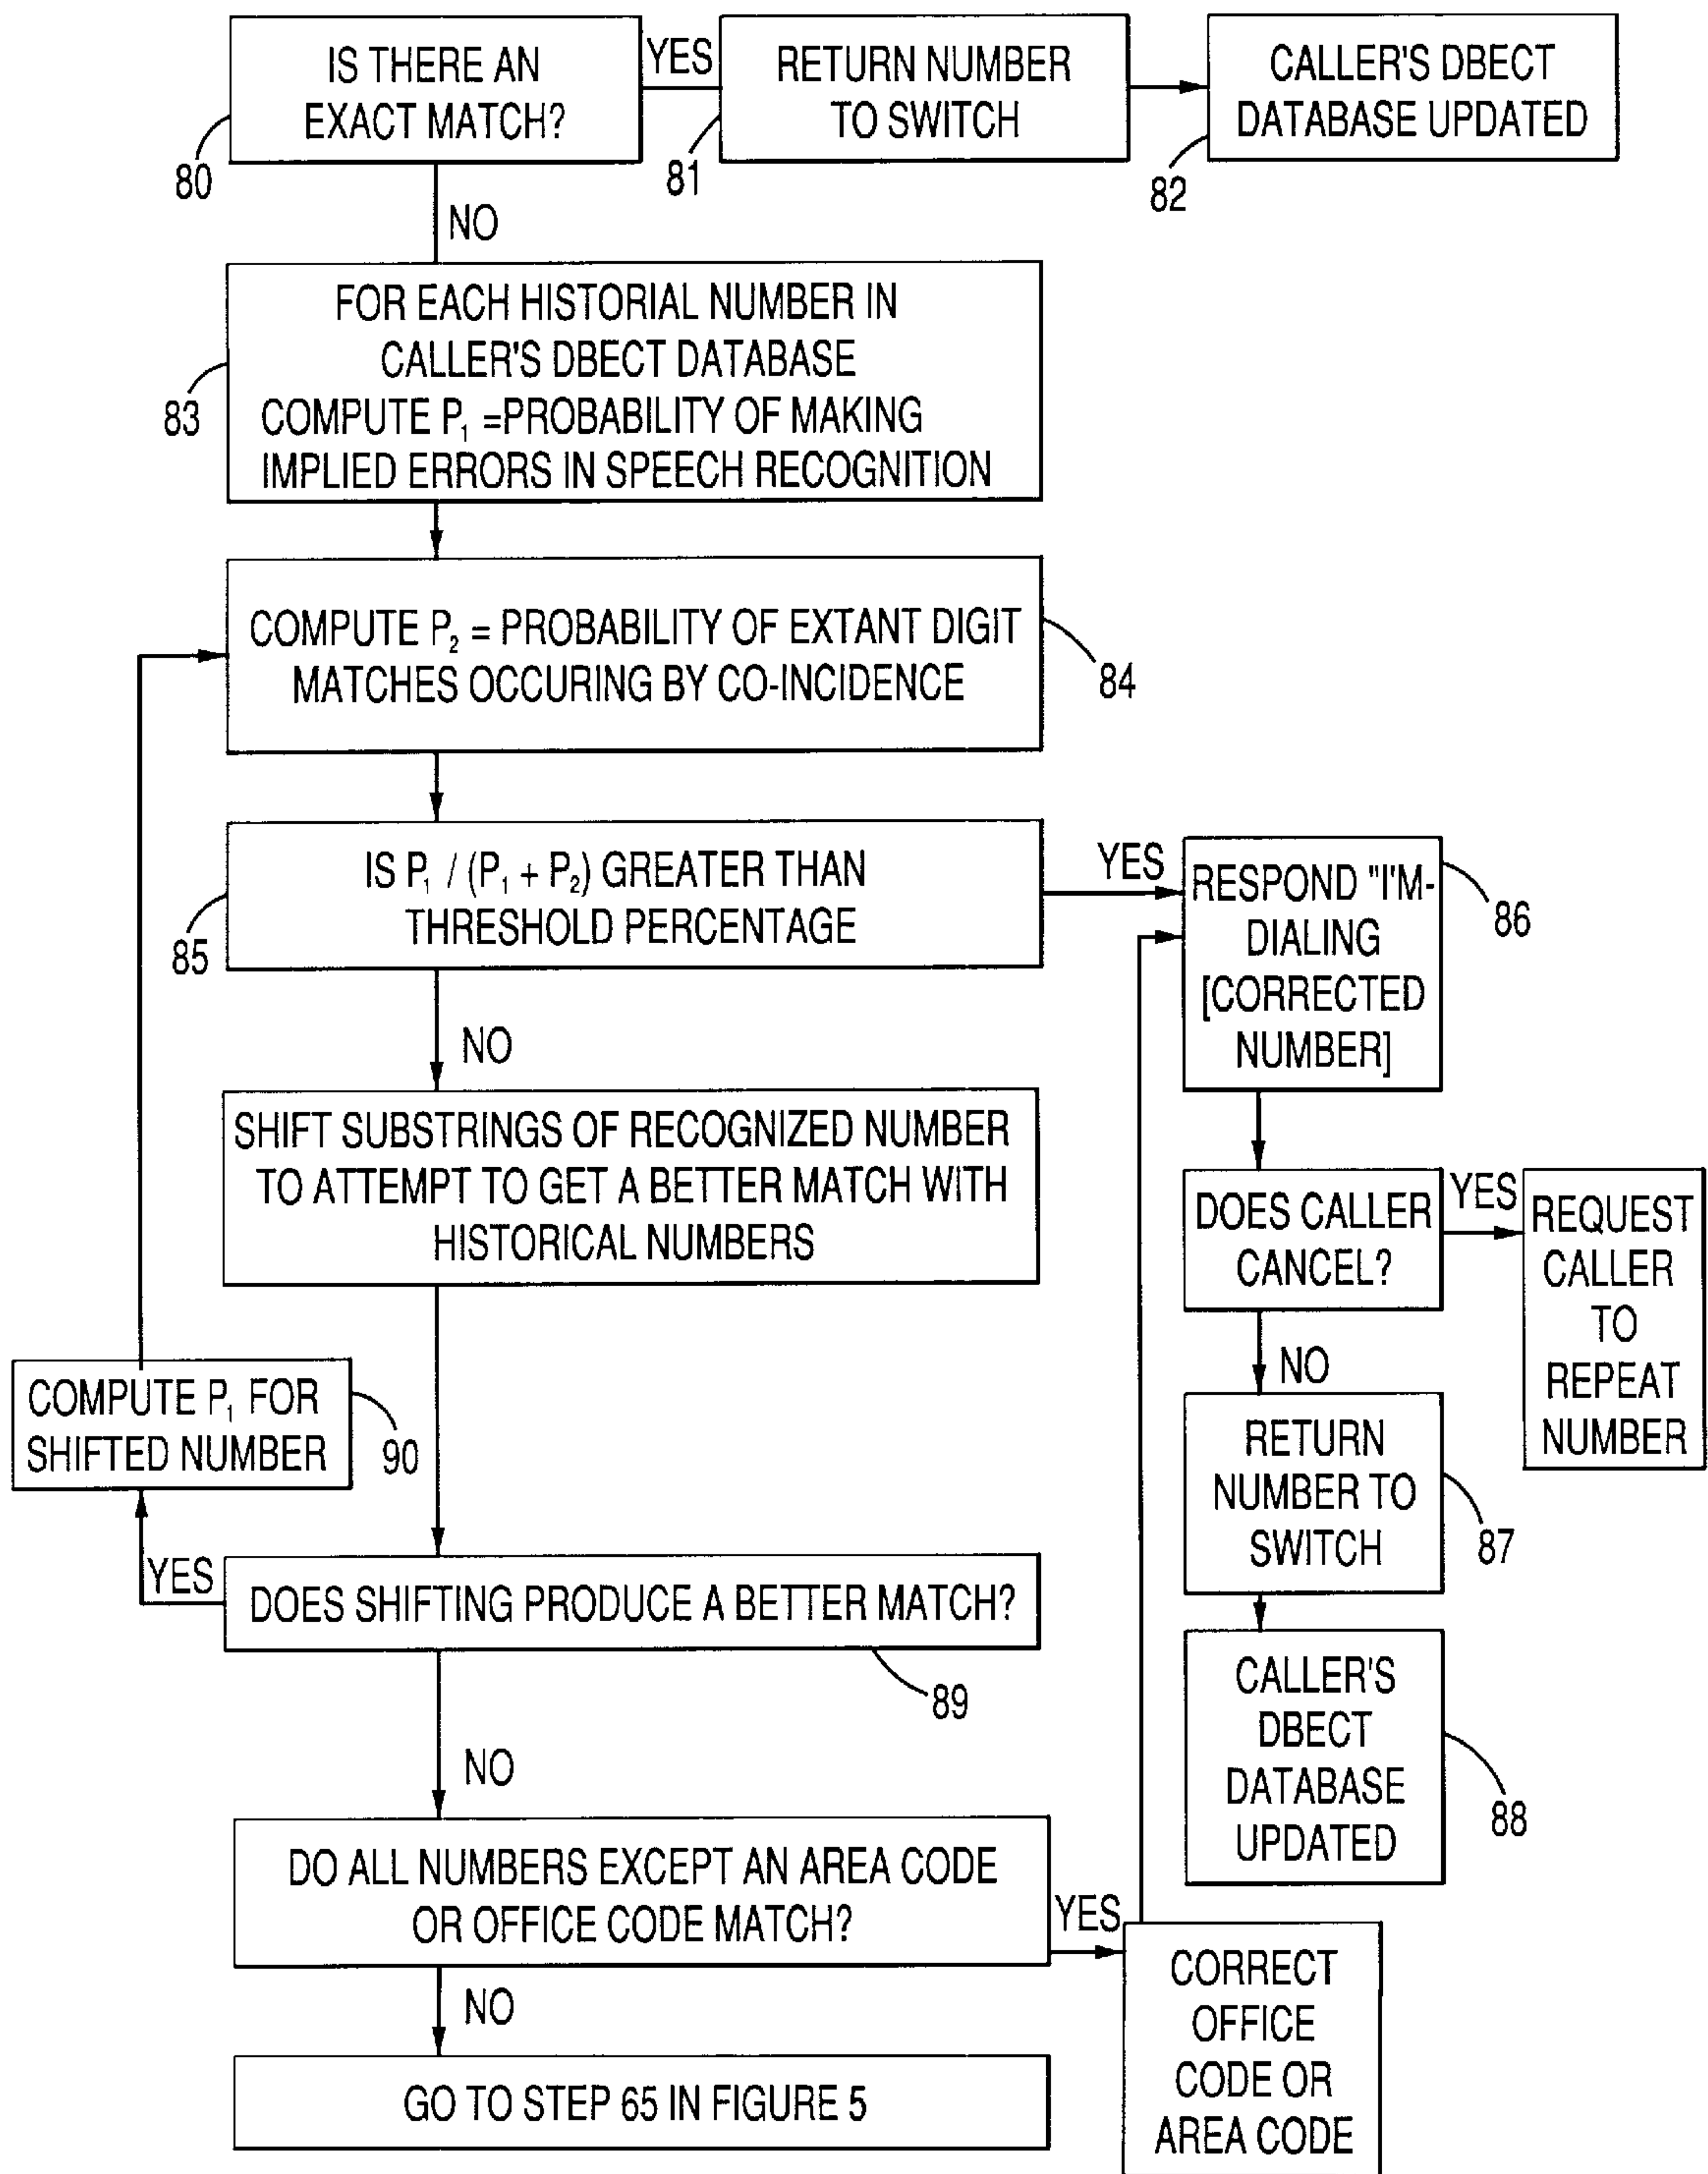 IS THERE AN
EXACT MATCH?
80
YES
RETURN NUMBER
TO SWITCH
81
CALLER'S DBECT
DATABASE UPDATED
82
NO
FOR EACH HISTORIAL NUMBER IN
CALLER'S DBECT DATABASE
COMPUTE P₁ =PROBABILITY OF MAKING
IMPLIED ERRORS IN SPEECH RECOGNITION
83
COMPUTE P₂ = PROBABILITY OF EXTANT DIGIT
MATCHES OCCURING BY CO-INCIDENCE
84
IS P₁ / (P₁ + P₂) GREATER THAN
THRESHOLD PERCENTAGE
85
YES
RESPOND "I'M-
DIALING
[CORRECTED
NUMBER]
86
NO
SHIFT SUBSTRINGS OF RECOGNIZED NUMBER
TO ATTEMPT TO GET A BETTER MATCH WITH
HISTORICAL NUMBERS
DOES CALLER
CANCEL?
YES
REQUEST
CALLER
TO
REPEAT
NUMBER
NO
COMPUTE P₁ FOR
SHIFTED NUMBER
90
RETURN
NUMBER TO
SWITCH
87
YES
DOES SHIFTING PRODUCE A BETTER MATCH?
89
CALLER'S
DBECT
DATABASE
UPDATED
88
NO
DO ALL NUMBERS EXCEPT AN AREA CODE
OR OFFICE CODE MATCH?
YES
CORRECT
OFFICE
CODE OR
AREA CODE
NO
GO TO STEP 65 IN FIGURE 5